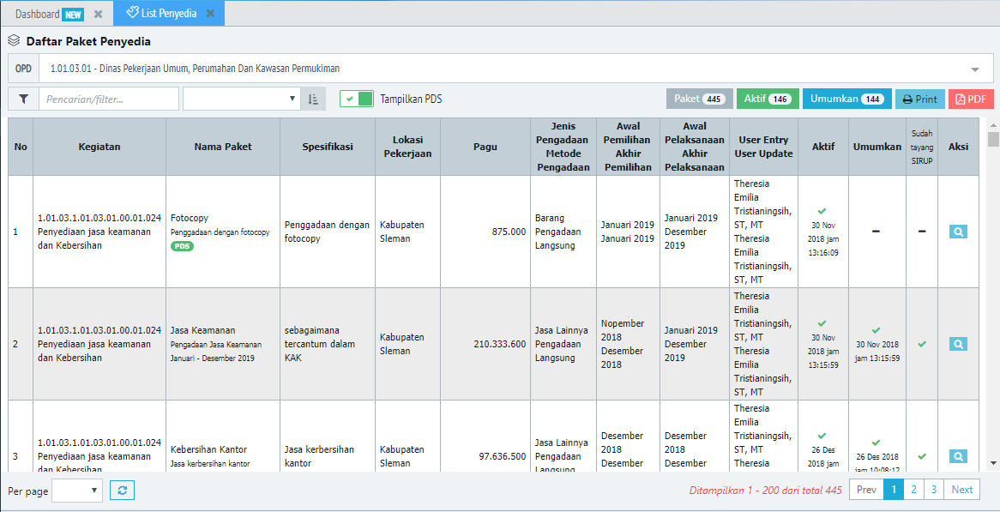 Dashboard NEW
List Penyedia
Daftar Paket Penyedia
OPD 1.01.03.01 - Dinas Pekerjaan Umum, Perumahan Dan Kawasan Permukiman
Pencarian/filter...
Tampilkan PDS
Paket 445
Aktif 146
Umumkan 144
Print
PDF
No
Kegiatan
Nama Paket
Spesifikasi
Lokasi
Pekerjaan
Pagu
Jenis
Pengadaan
Metode
Pengadaan
Awal
Pemilihan
Akhir
Pemilihan
Awal
Pelaksanaan
Akhir
Pelaksanaan
User Entry
User Update
Aktif
Umumkan
Sudah
tayang
SIRUP
Aksi
1
1.01.03.1.01.03.01.00.01.024
Penyediaan jasa keamanan
dan Kebersihan
Fotocopy
Penggadaan dengan fotocopy
PDS
Penggadaan dengan
fotocopy
Kabupaten
Sleman
875.000
Barang
Pengadaan
Langsung
Januari 2019
Januari 2019
Januari 2019
Desember
2019
Theresia
Emilia
Tristianingsih,
ST, MT
Theresia
Emilia
Tristianingsih,
ST, MT
30 Nov
2018 jam
13:16:09
–
–
2
1.01.03.1.01.03.01.00.01.024
Penyediaan jasa keamanan
dan Kebersihan
Jasa Keamanan
Pengadaan Jasa Keamanan
Januari - Desember 2019
sebagaimana
tercantum dalam
KAK
Kabupaten
Sleman
210.333.600
Jasa Lainnya
Pengadaan
Langsung
Nopember
2018
Desember
2018
Januari 2019
Desember
2019
Theresia
Emilia
Tristianingsih,
ST, MT
Theresia
Emilia
Tristianingsih,
ST, MT
30 Nov
2018 jam
13:15:59
30 Nov 2018
jam 13:15:59
3
1.01.03.1.01.03.01.00.01.024
Penyediaan jasa keamanan
dan Kebersihan
Kebersihan Kantor
Jasa kerbersihan kantor
Jasa kerbersihan
kantor
Kabupaten
Sleman
97.636.500
Jasa Lainnya
Pengadaan
Langsung
Desember
2018
Desember
Desember
2018
Desember
Theresia
Emilia
Tristianingsih,
ST, MT
Theresia
26 Des
2018 jam
26 Des 2018
jam 10:08:12
Per page
Ditampilkan 1 - 200 dari total 445
Prev 1 2 3 Next